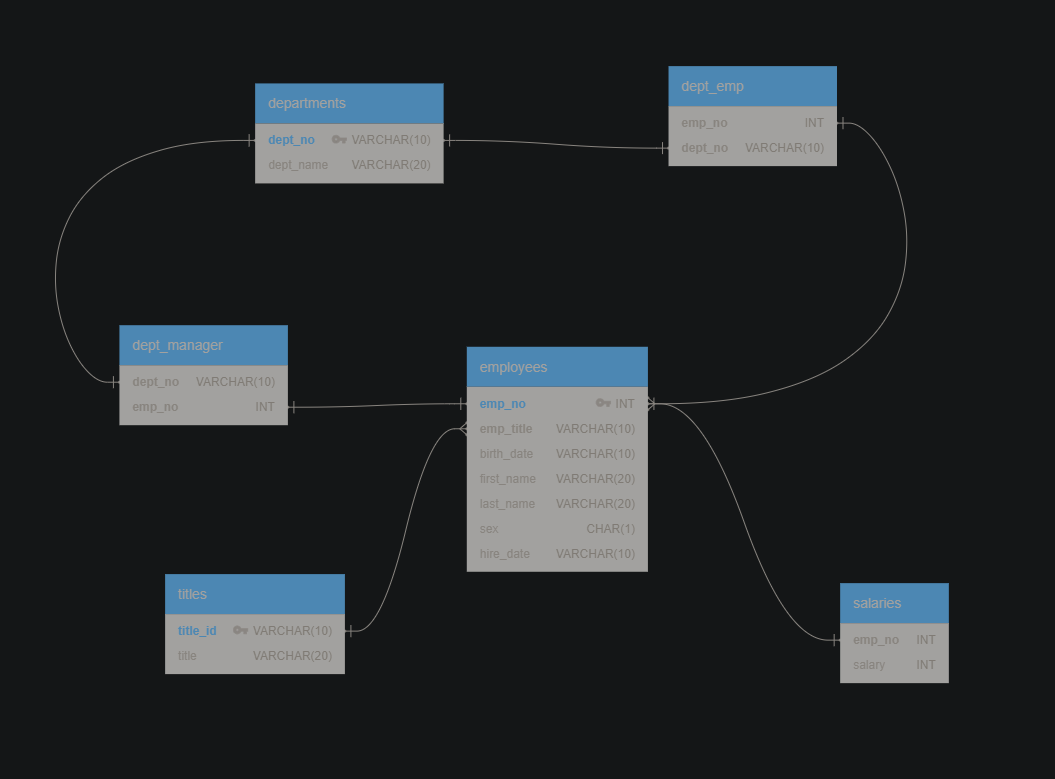 departments
dept_no VARCHAR(10)
dept_name VARCHAR(20)
dept_emp
emp_no INT
dept_no VARCHAR(10)
dept_manager
dept_no VARCHAR(10)
emp_no INT
employees
emp_no INT
emp_title VARCHAR(10)
birth_date VARCHAR(10)
first_name VARCHAR(20)
last_name VARCHAR(20)
sex CHAR(1)
hire_date VARCHAR(10)
titles
title_id VARCHAR(10)
title VARCHAR(20)
salaries
emp_no INT
salary INT